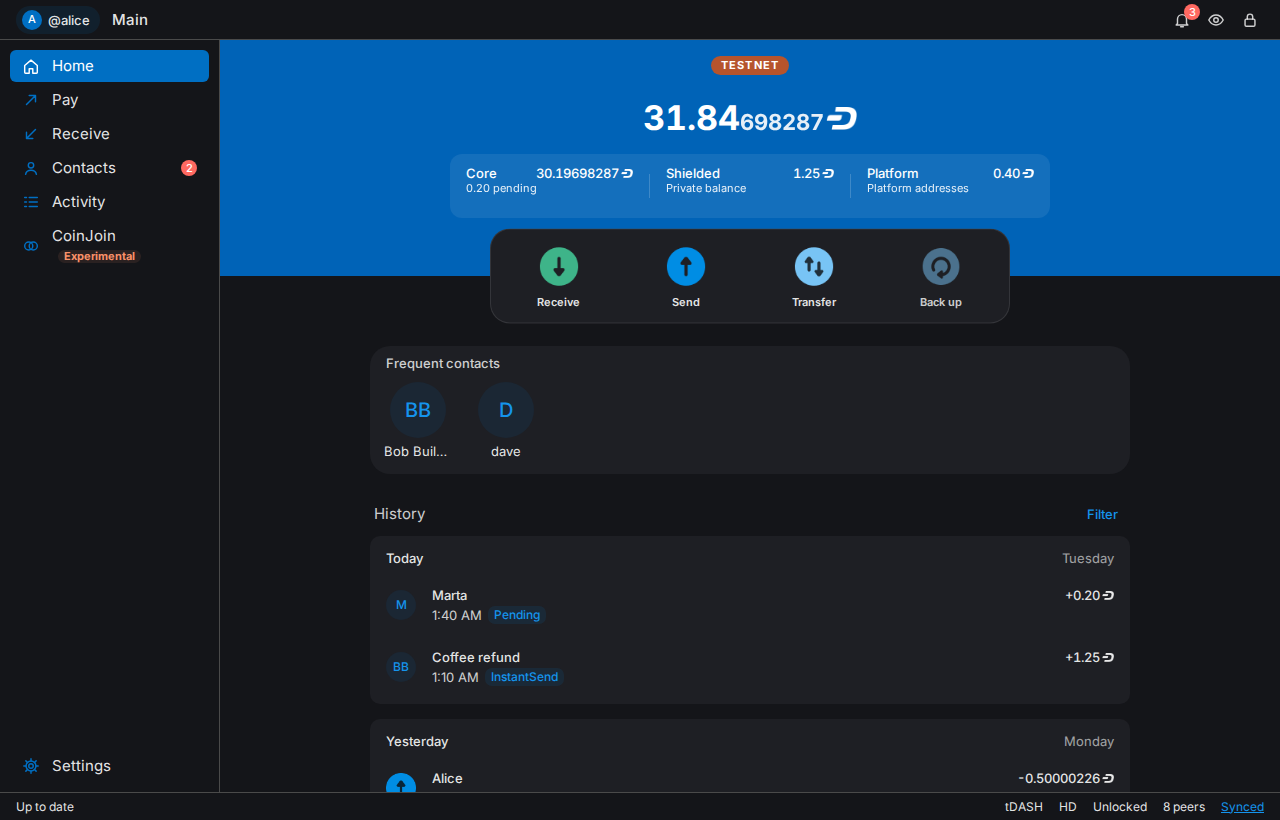 A @alice Main 3
Home
Pay
Receive
Contacts 2
Activity
CoinJoin
Experimental
Settings
TESTNET
31.84698287
Core 30.19698287
0.20 pending
Shielded 1.25
Private balance
Platform 0.40
Platform addresses
Receive
Send
Transfer
Back up
Frequent contacts
BB D
Bob Buil... dave
History Filter
Today Tuesday
M Marta +0.20
1:40 AM Pending
BB Coffee refund +1.25
1:10 AM InstantSend
Yesterday Monday
Alice -0.50000226
Up to date tDASH HD Unlocked 8 peers Synced